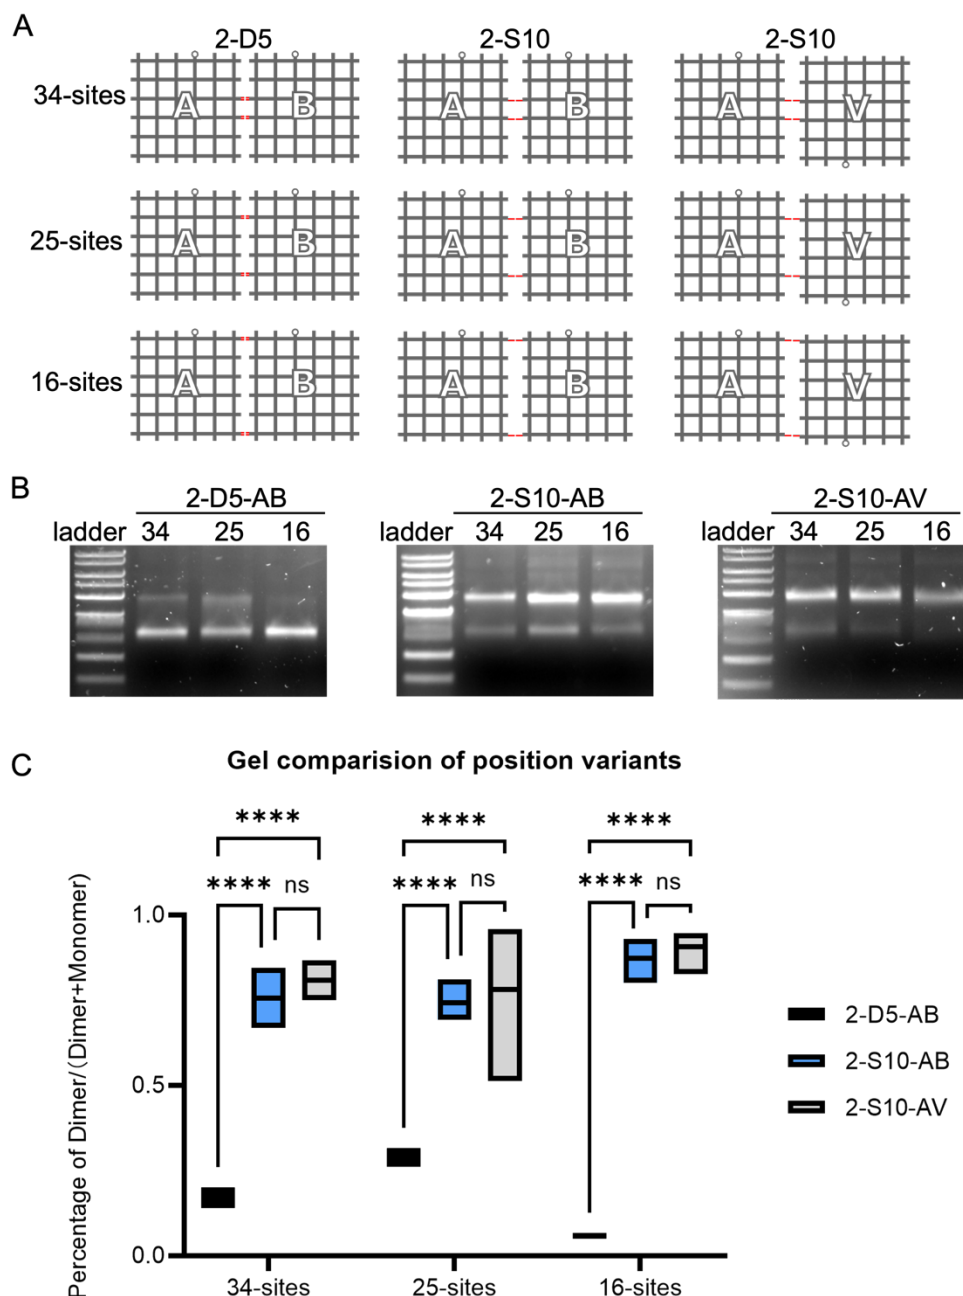 A
2-D5 2-S10 2-S10
34-sites
A B A B A V
25-sites
A B A B A V
16-sites
A B A B A V
B
2-D5-AB 2-S10-AB 2-S10-AV
ladder 34 25 16 ladder 34 25 16 ladder 34 25 16
C
Gel comparision of position variants
**** **** ****
**** ns **** ns **** ns
1.0
0.5
0.0
Percentage of Dimer/(Dimer+Monomer)
34-sites 25-sites 16-sites
2-D5-AB
2-S10-AB
2-S10-AV